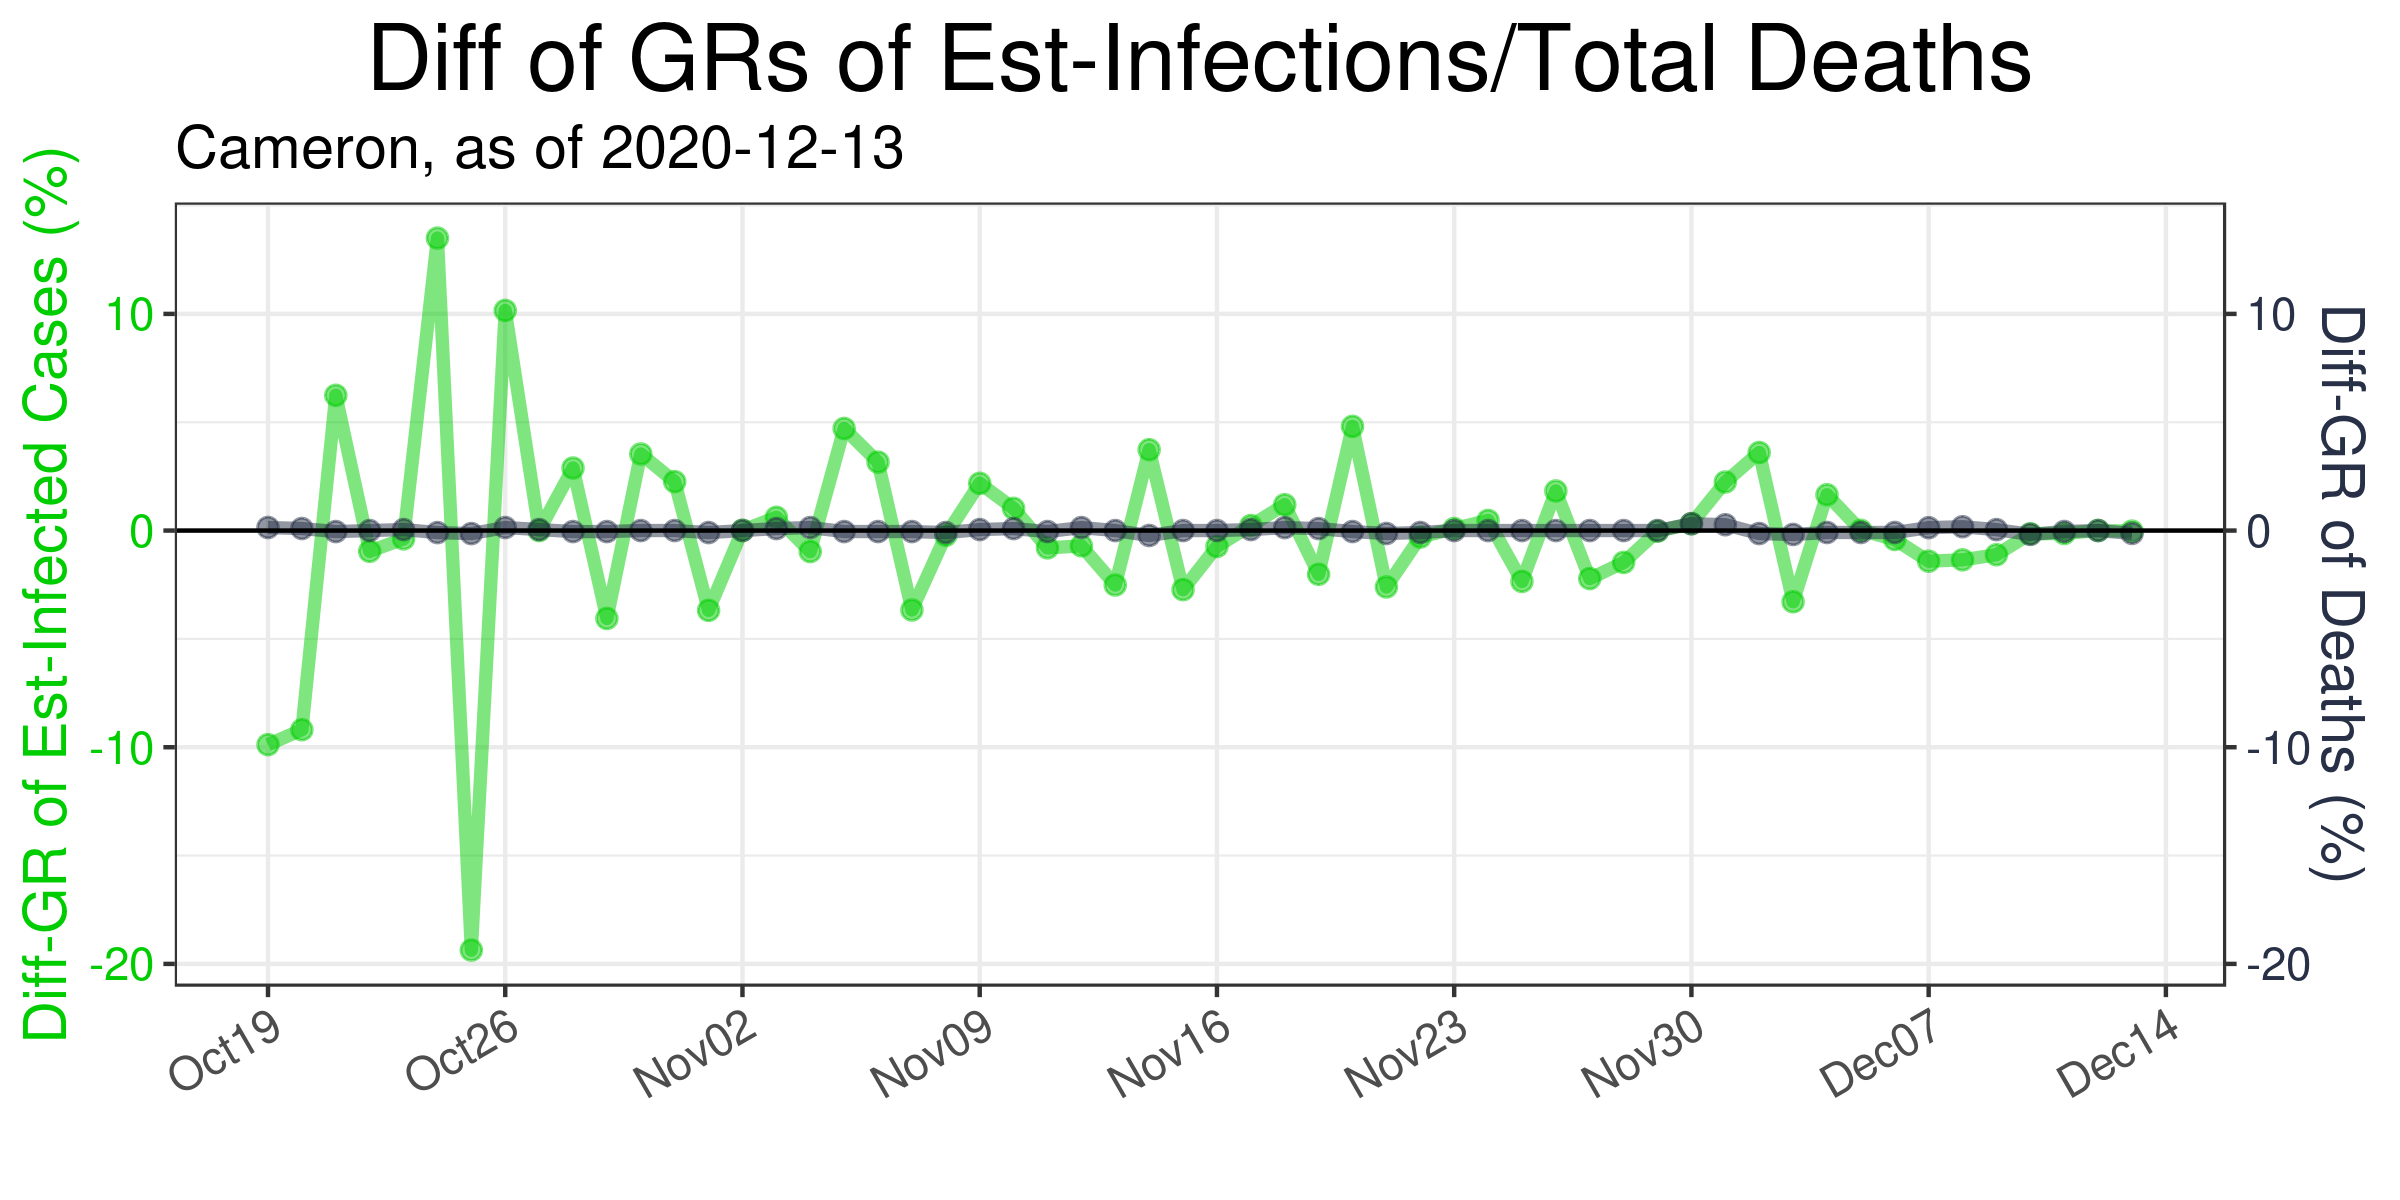 Diff of GRs of Est-Infections/Total Deaths
Cameron, as of 2020-12-13
Diff-GR of Est-Infected Cases (%)
10
0
-10
-20
10
0
-10
-20
Diff-GR of Deaths (%)
Oct19
Oct26
Nov02
Nov09
Nov16
Nov23
Nov30
Dec07
Dec14